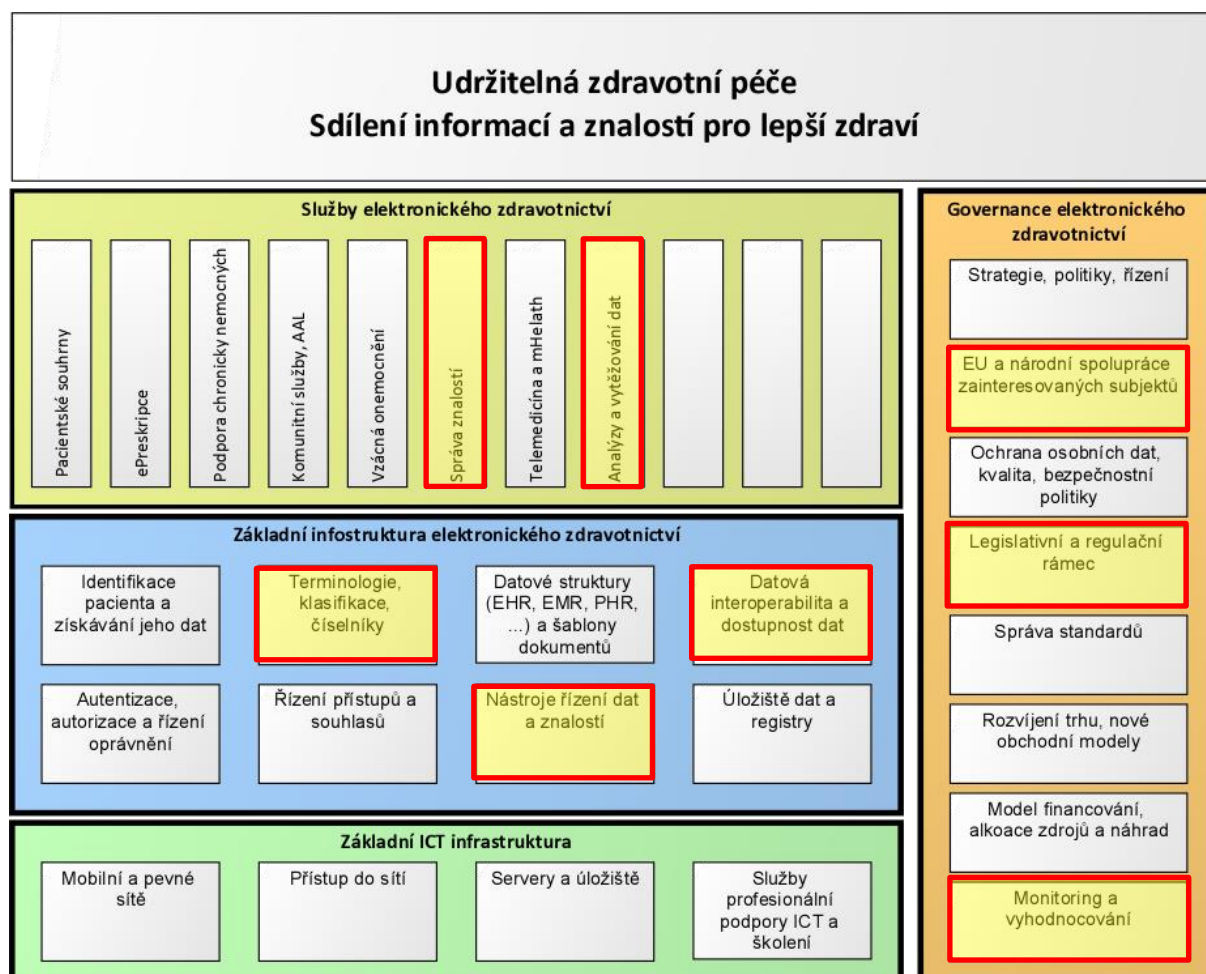 Udržitelná zdravotní péče
Sdílení informací a znalostí pro lepší zdraví
Služby elektronického zdravotnictví
Pacientské souhrny
ePreskripce
Podpora chronicky nemocných
Komunitní služby, AAL
Vzácná onemocnění
Správa znalostí
Telemedicína a mHelath
Analýzy a vytěžování dat
Základní infostruktura elektronického zdravotnictví
Identifikace
pacienta a
získávání jeho dat
Terminologie,
klasifikace,
číselníky
Datové struktury
(EHR, EMR, PHR,
...) a šablony
dokumentů
Datová
interoperabilita a
dostupnost dat
Autentizace,
autorizace a řízení
oprávnění
Řízení přístupů a
souhlasů
Nástroje řízení dat
a znalostí
Úložiště dat a
registry
Základní ICT infrastruktura
Mobilní a pevné
sítě
Přístup do sítí
Servery a úložiště
Služby
profesionální
podpory ICT a
školení
Governance elektronického
zdravotnictví
Strategie, politiky, řízení
EU a národní spolupráce
zainteresovaných subjektů
Ochrana osobních dat,
kvalita, bezpečnostní
politiky
Legislativní a regulační
rámec
Správa standardů
Rozvíjení trhu, nové
obchodní modely
Model financování,
alkoace zdrojů a náhrad
Monitoring a
vyhodnocování